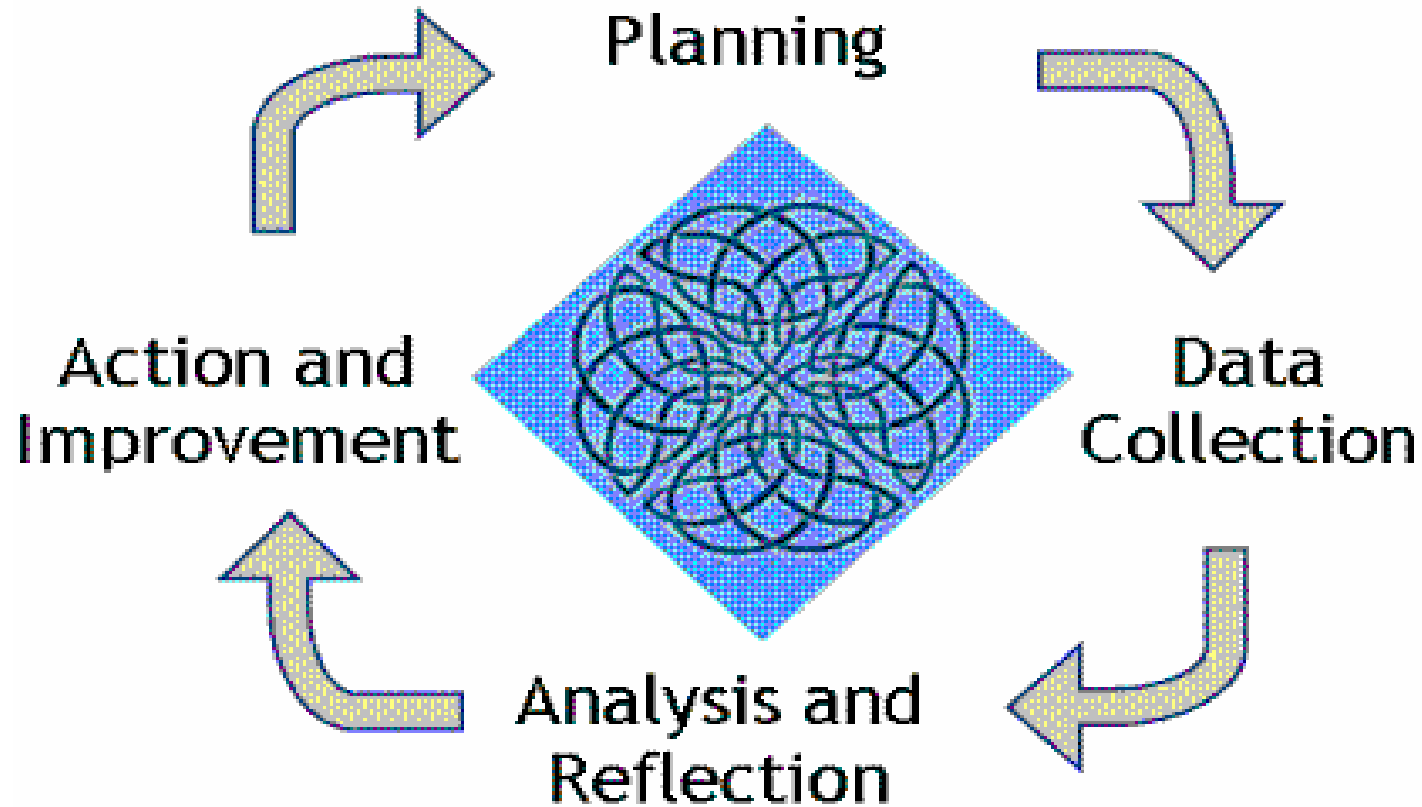 Planning
Data
Collection
Analysis and
Reflection
Action and
Improvement